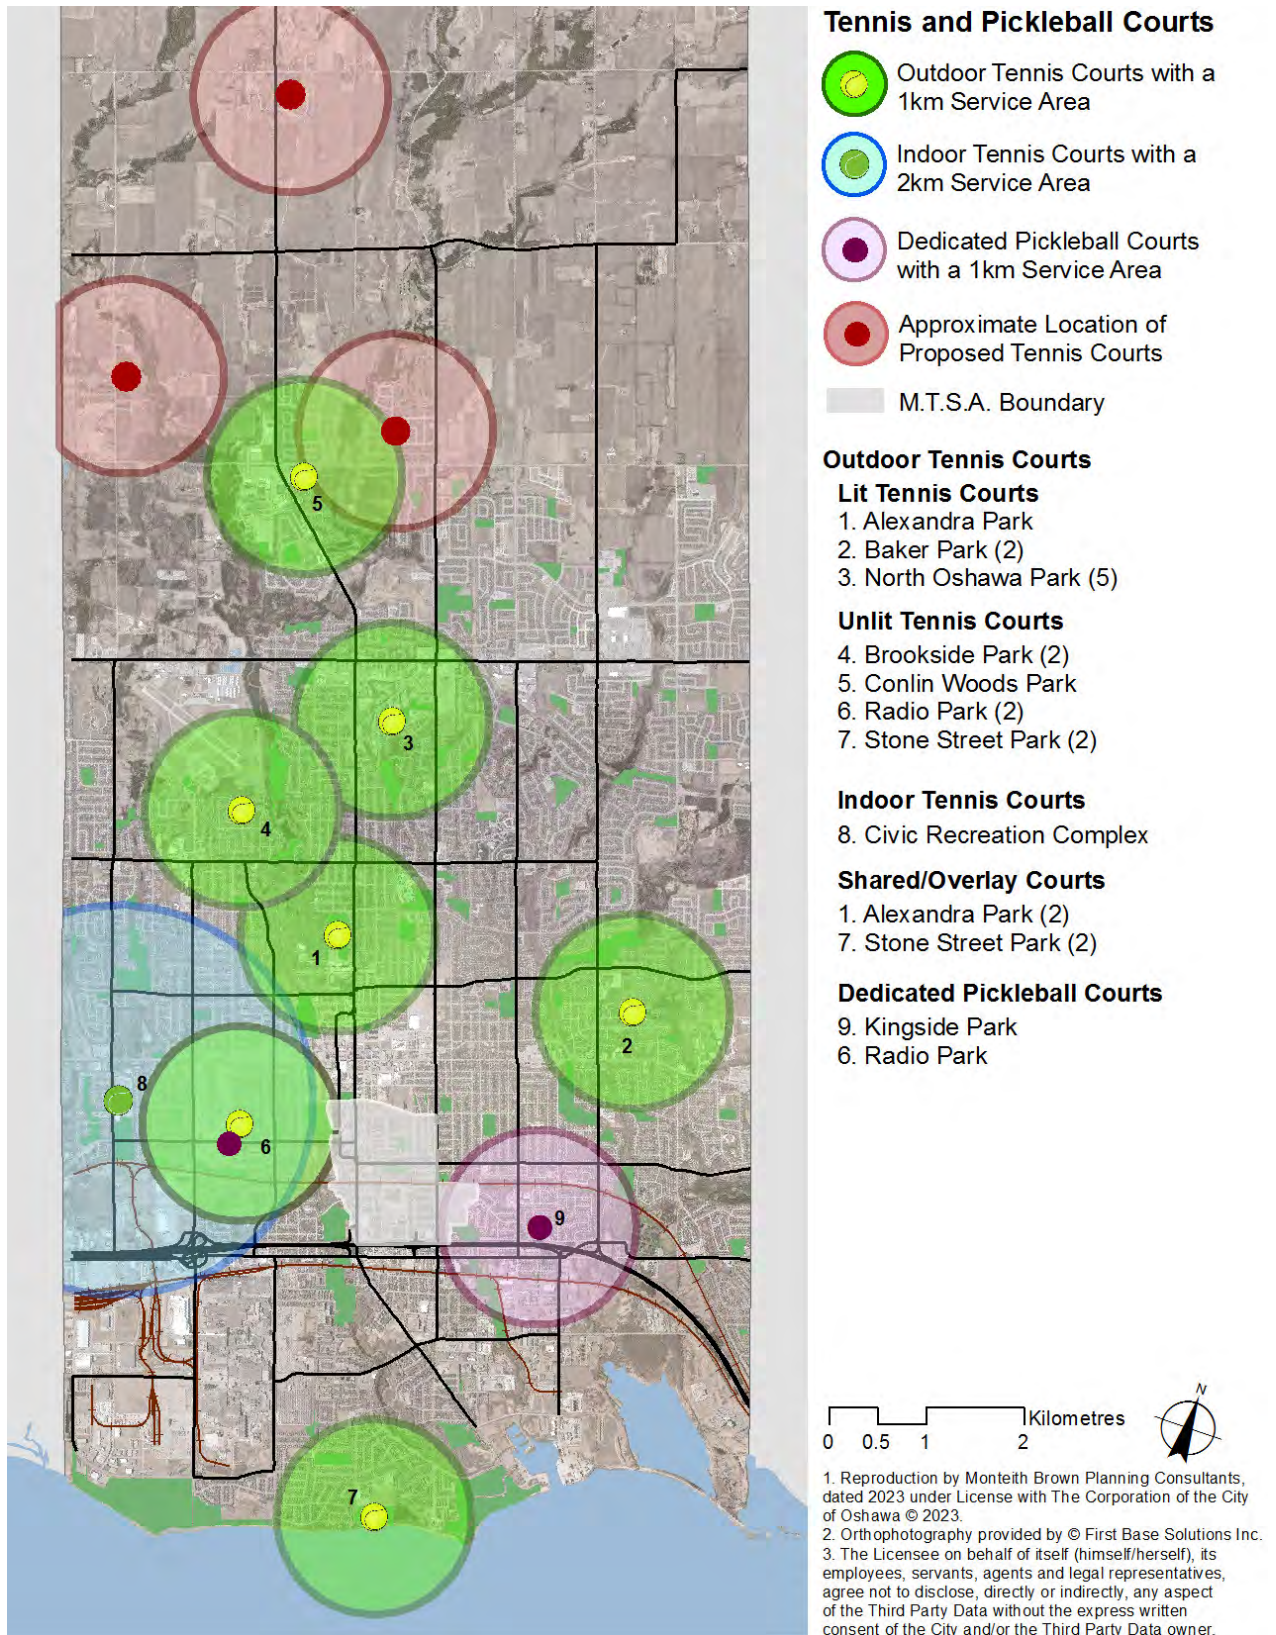 Tennis and Pickleball Courts
Outdoor Tennis Courts with a
1km Service Area
Indoor Tennis Courts with a
2km Service Area
Dedicated Pickleball Courts
with a 1km Service Area
Approximate Location of
Proposed Tennis Courts
M.T.S.A. Boundary
Outdoor Tennis Courts
Lit Tennis Courts
1. Alexandra Park
2. Baker Park (2)
3. North Oshawa Park (5)
Unlit Tennis Courts
4. Brookside Park (2)
5. Conlin Woods Park
6. Radio Park (2)
7. Stone Street Park (2)
Indoor Tennis Courts
8. Civic Recreation Complex
Shared/Overlay Courts
1. Alexandra Park (2)
7. Stone Street Park (2)
Dedicated Pickleball Courts
9. Kingside Park
6. Radio Park
5
3
4
1
2
8
6
9
7
N
Kilometres
0 0.5 1 2
1. Reproduction by Monteith Brown Planning Consultants,
dated 2023 under License with The Corporation of the City
of Oshawa © 2023.
2. Orthophotography provided by © First Base Solutions Inc.
3. The Licensee on behalf of itself (himself/herself), its
employees, servants, agents and legal representatives,
agree not to disclose, directly or indirectly, any aspect
of the Third Party Data without the express written
consent of the City and/or the Third Party Data owner.